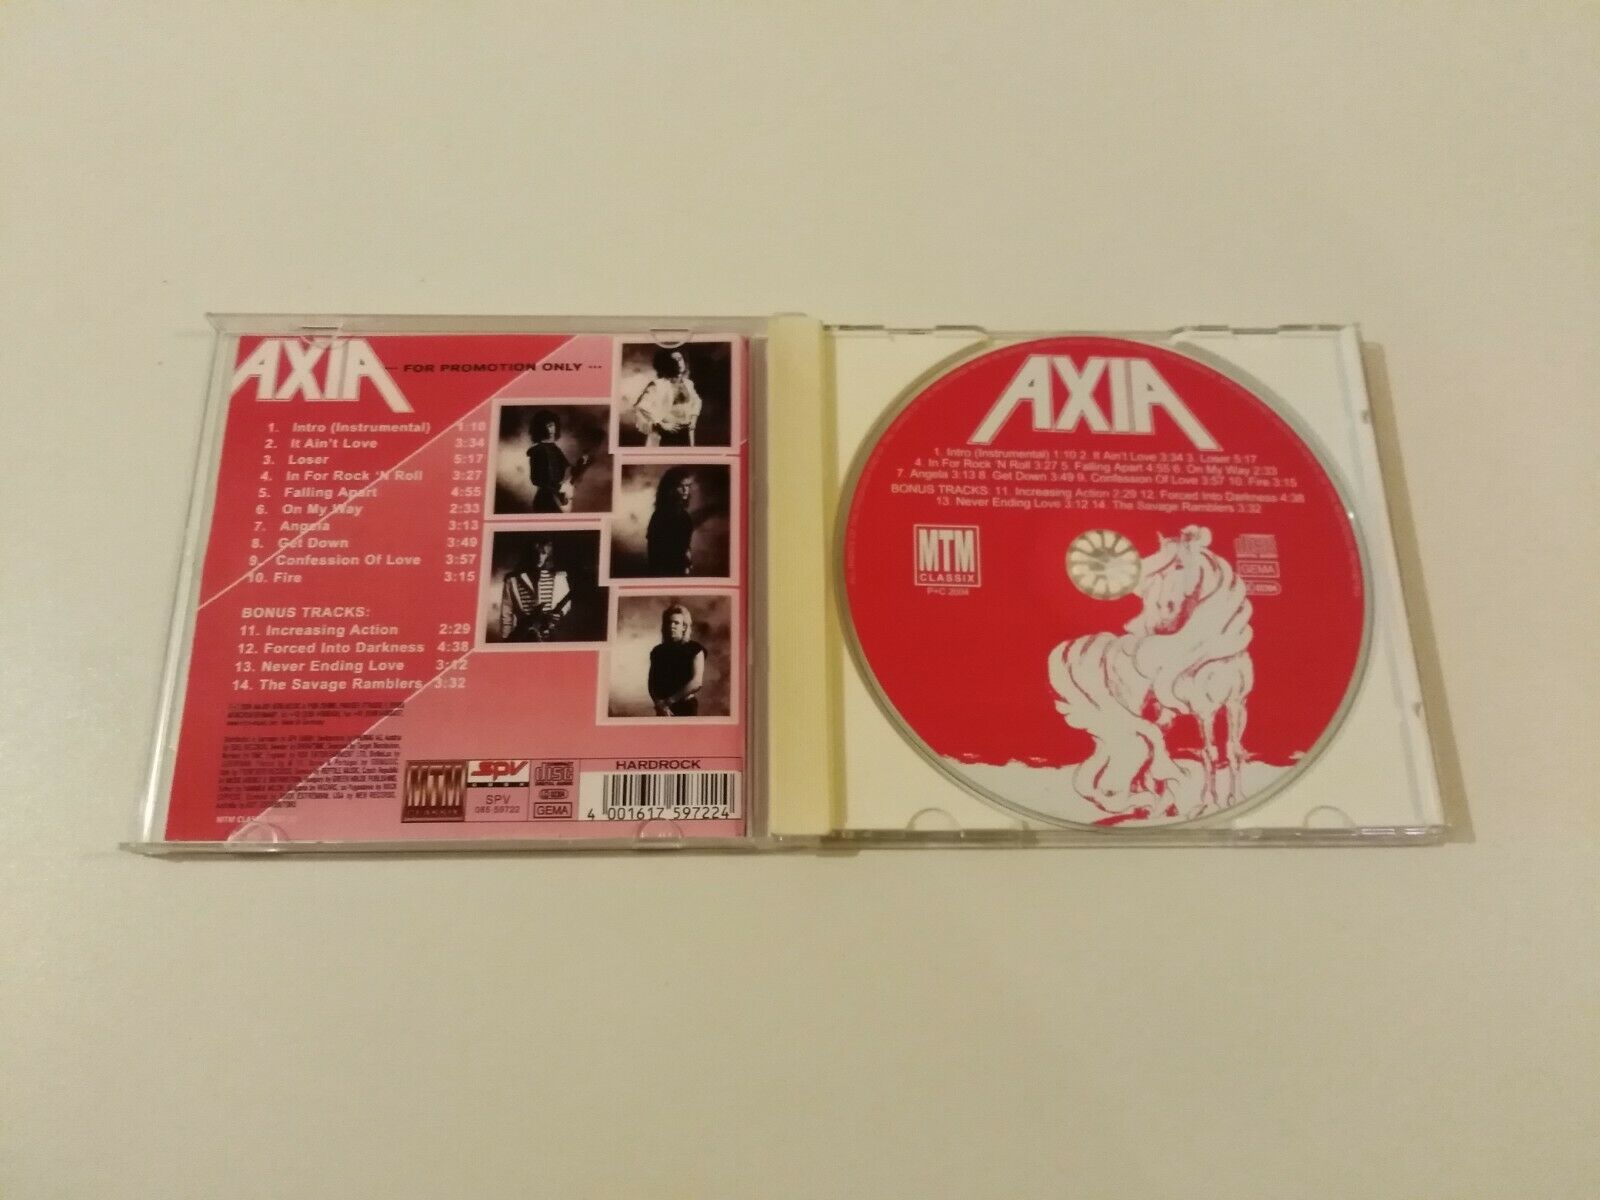 AXIA
--- FOR PROMOTION ONLY ---
1. Intro (Instrumental) 1:10
2. It Ain't Love 3:34
3. Loser 5:17
4. In For Rock 'N Roll 3:27
5. Falling Apart 4:55
6. On My Way 2:33
7. Angela 3:13
8. Get Down 3:49
9. Confession Of Love 3:57
10. Fire 3:15
BONUS TRACKS:
11. Increasing Action 2:29
12. Forced Into Darkness 4:38
13. Never Ending Love 3:12
14. The Savage Ramblers 3:32
MTM
CLASSIX
SPV
SPV
085 59722
disc
DIGITAL AUDIO
GEMA
HARDROCK
4 001617 597224
AXIA
1. Intro (Instrumental) 1:10 2. It Ain't Love 3:34 3. Loser 5:17
4. In For Rock 'N Roll 3:27 5. Falling Apart 4:55 6. On My Way 2:33
7. Angela 3:13 8. Get Down 3:49 9. Confession Of Love 3:57 10. Fire 3:15
BONUS TRACKS: 11. Increasing Action 2:29 12. Forced Into Darkness 4:38
13. Never Ending Love 3:12 14. The Savage Ramblers 3:32
MTM
CLASSIX
P+C 2004
disc
GEMA